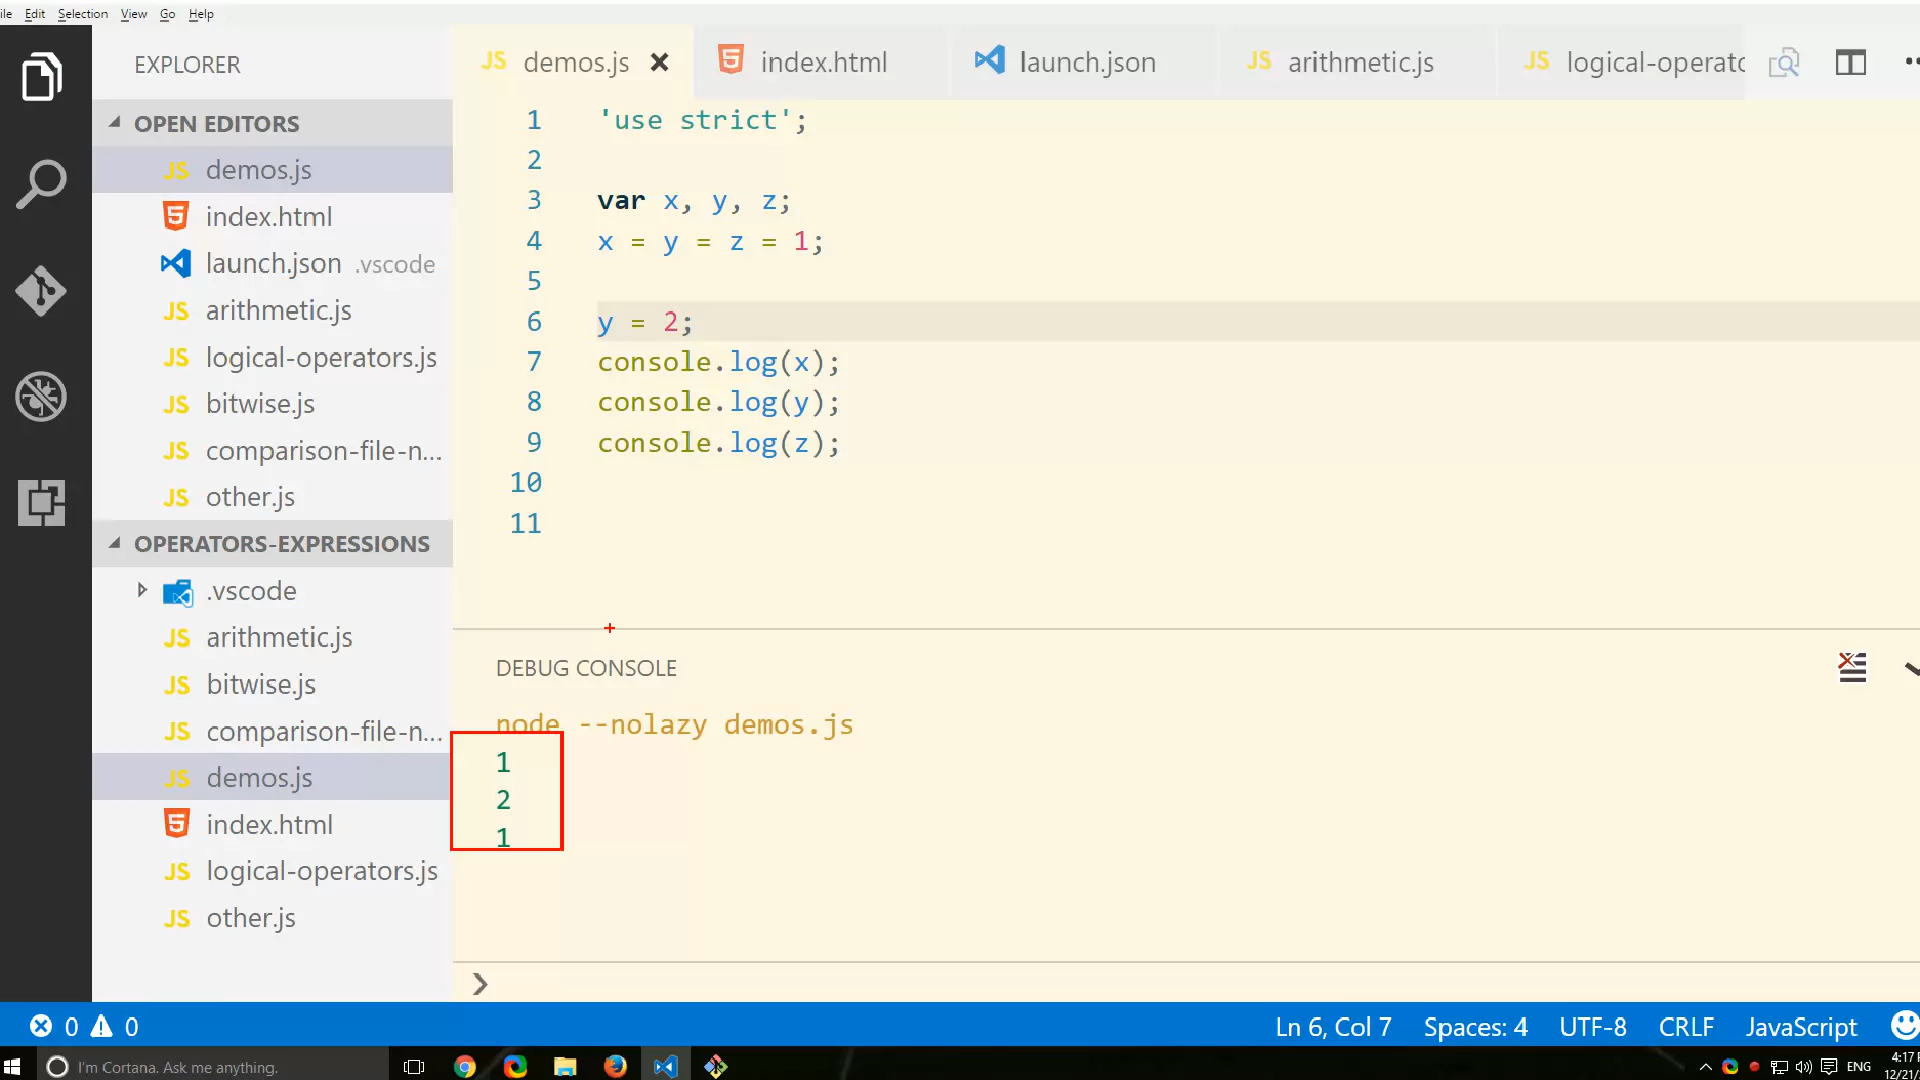 ile Edit Selection View Go Help
EXPLORER
OPEN EDITORS
JS demos.js
index.html
launch.json .vscode
JS arithmetic.js
JS logical-operators.js
JS bitwise.js
JS comparison-file-n...
JS other.js
OPERATORS-EXPRESSIONS
.vscode
JS arithmetic.js
JS bitwise.js
JS comparison-file-n...
JS demos.js
index.html
JS logical-operators.js
JS other.js
JS demos.js index.html launch.json JS arithmetic.js JS logical-operato
1 'use strict';
2
3 var x, y, z;
4 x = y = z = 1;
5
6 y = 2;
7 console.log(x);
8 console.log(y);
9 console.log(z);
10
11
DEBUG CONSOLE
node --nolazy demos.js
1
2
1
0 0 Ln 6, Col 7 Spaces: 4 UTF-8 CRLF JavaScript
I'm Cortana. Ask me anything. ENG
4:17 P
12/21/